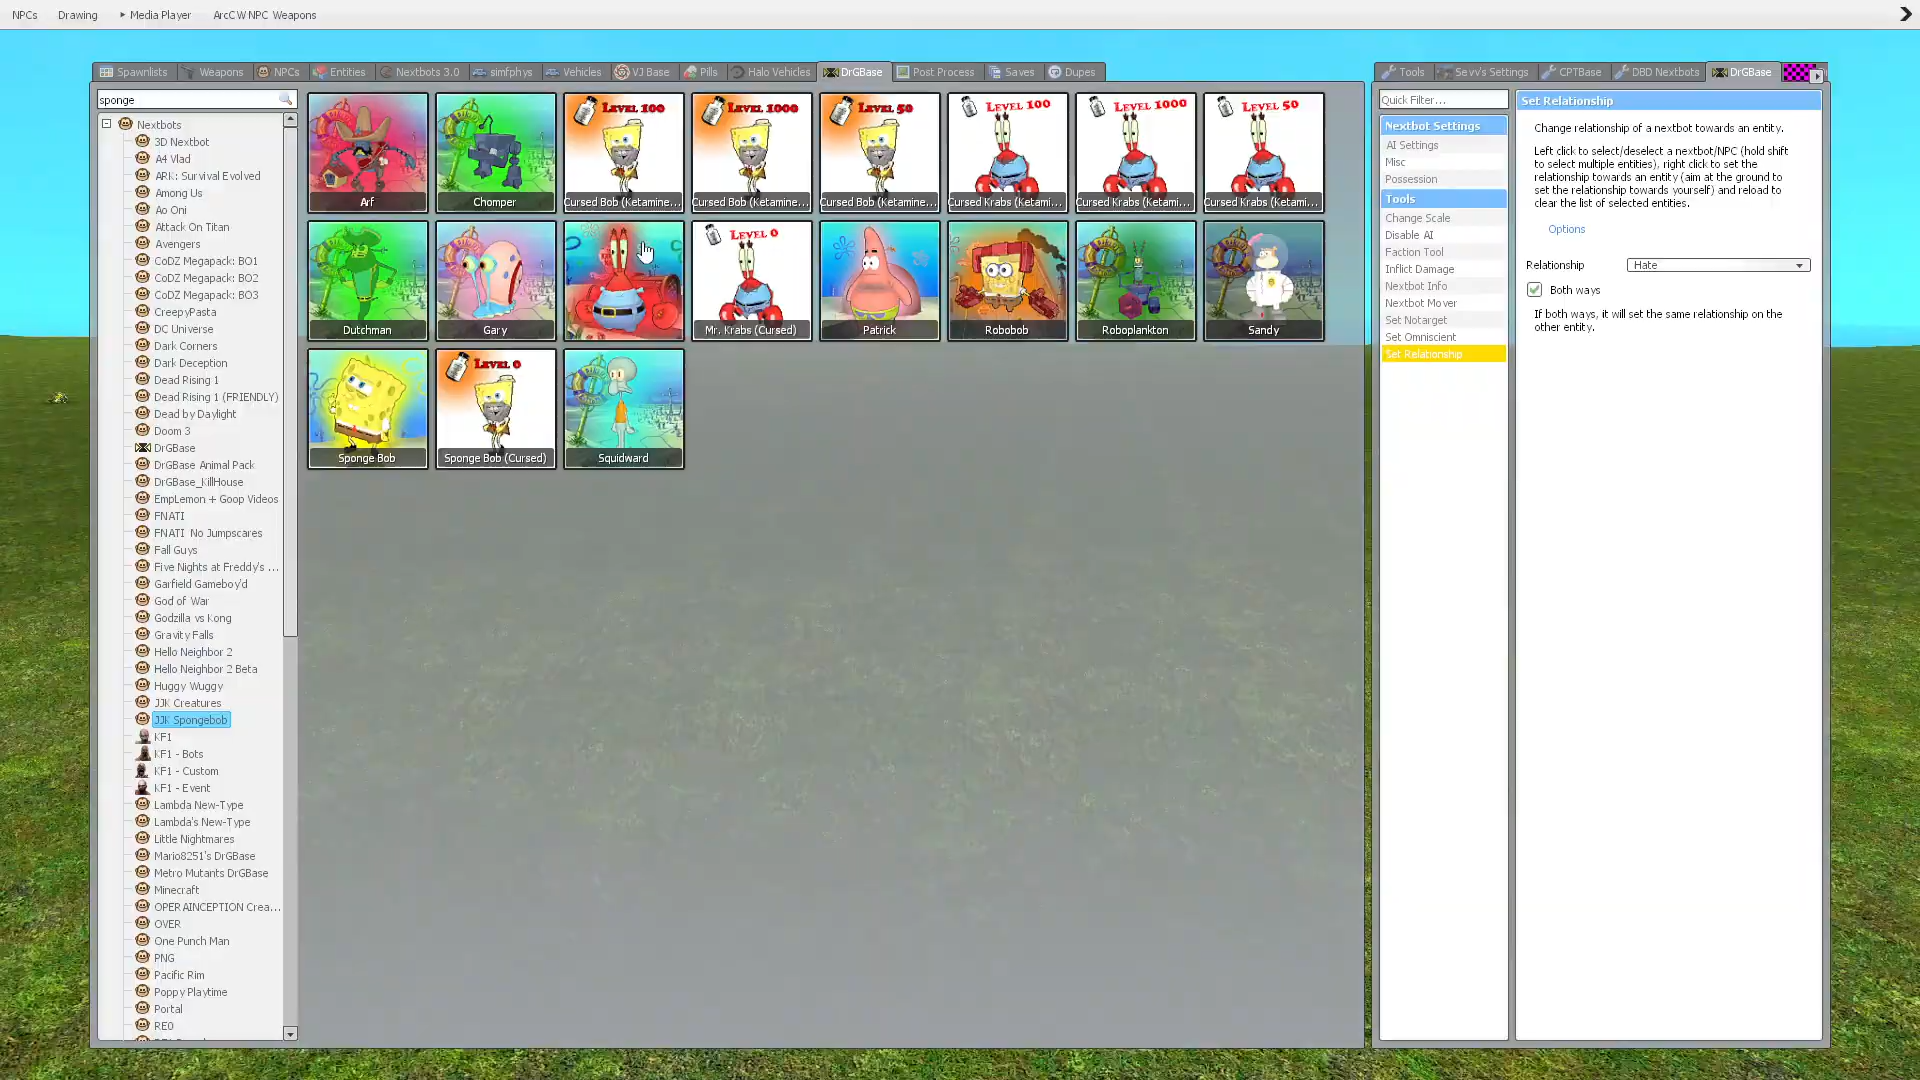 NPCs Drawing Media Player ArcCW NPC Weapons
Spawnlists Weapons NPCs Entities Nextbots 3.0 simfphys Vehicles VJ Base Pills Halo Vehicles DrGBase Post Process Saves Dupes
sponge
Nextbots
3D Nextbot
A4 Vlad
ARK: Survival Evolved
Among Us
Ao Oni
Attack On Titan
Avengers
CoDZ Megapack: BO1
CoDZ Megapack: BO2
CoDZ Megapack: BO3
CreepyPasta
DC Universe
Dark Corners
Dark Deception
Dead Rising 1
Dead Rising 1 (FRIENDLY)
Dead by Daylight
Doom 3
DrGBase
DrGBase Animal Pack
DrGBase_KillHouse
EmpLemon + Goop Videos
FNATI
FNATI No Jumpscares
Fall Guys
Five Nights at Freddy's ...
Garfield Gameboy'd
God of War
Godzilla vs Kong
Gravity Falls
Hello Neighbor 2
Hello Neighbor 2 Beta
Huggy Wuggy
JJK Creatures
JJK Spongebob
KF1
KF1 - Bots
KF1 - Custom
KF1 - Event
Lambda New-Type
Lambda's New-Type
Little Nightmares
Mario8251's DrGBase
Metro Mutants DrGBase
Minecraft
OPERAINCEPTION Crea...
OVER
One Punch Man
PNG
Pacific Rim
Poppy Playtime
Portal
RE0
LEVEL 100 LEVEL 1000 LEVEL 50 LEVEL 100 LEVEL 1000 LEVEL 50
Arf Chomper Cursed Bob (Ketamine... Cursed Bob (Ketamine... Cursed Bob (Ketamine... Cursed Krabs (Ketami... Cursed Krabs (Ketami... Cursed Krabs (Ketami...
LEVEL 0
Dutchman Gary Mr. Krabs (Cursed) Patrick Robobob Roboplankton Sandy
LEVEL 0
Sponge Bob Sponge Bob (Cursed) Squidward
Tools Sevv's Settings CPTBase DBD Nextbots DrGBase
Quick Filter...
Nextbot Settings
AI Settings
Misc
Possession
Tools
Change Scale
Disable AI
Faction Tool
Inflict Damage
Nextbot Info
Nextbot Mover
Set Notarget
Set Omniscient
Set Relationship
Set Relationship
Change relationship of a nextbot towards an entity.
Left click to select/deselect a nextbot/NPC (hold shift
to select multiple entities), right click to set the
relationship towards an entity (aim at the ground to
set the relationship towards yourself) and reload to
clear the list of selected entities.
Options
Relationship Hate
Both ways
If both ways, it will set the same relationship on the
other entity.